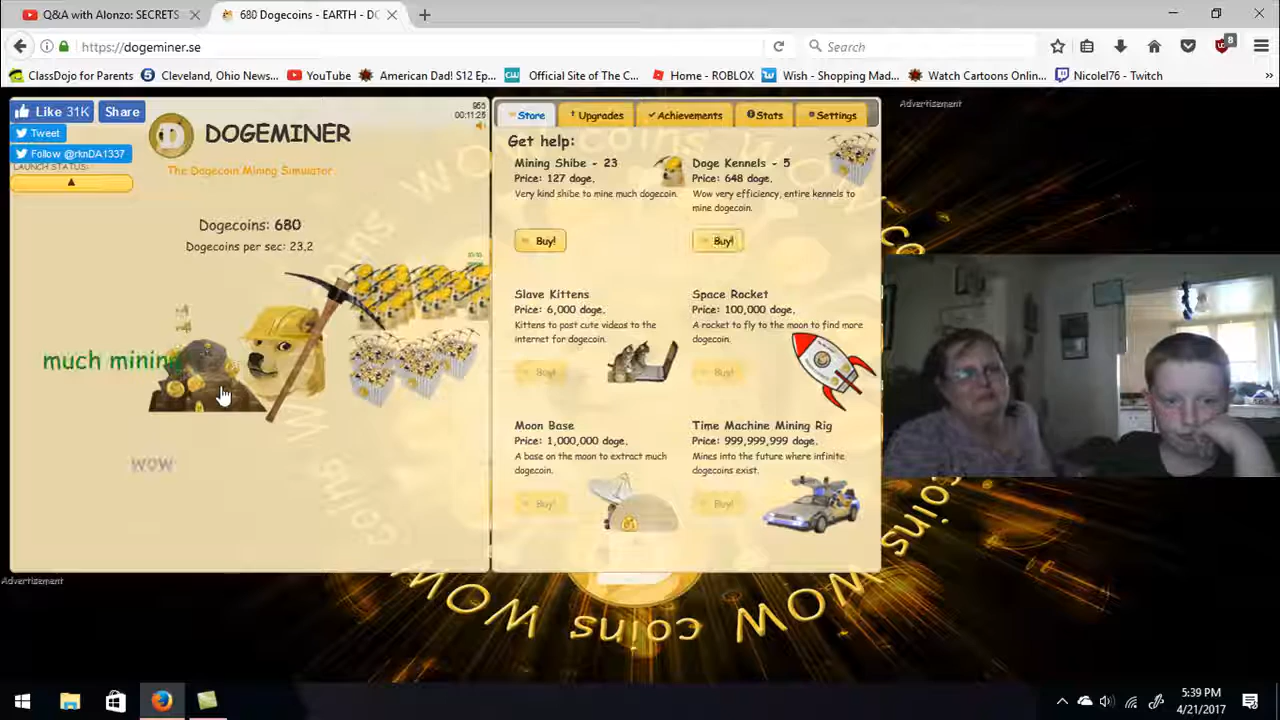 Q&A with Alonzo: SECRETS
680 Dogecoins - EARTH - DO
https://dogeminer.se
Search
8
ClassDojo for Parents
Cleveland, Ohio News...
YouTube
American Dad! S12 Ep...
Official Site of The C...
Home - ROBLOX
Wish - Shopping Mad...
Watch Cartoons Onlin...
Nicolel76 - Twitch
Like 31K
Share
Tweet
Follow @rknDA1337
LAUNCH STATUS:
DOGEMINER
The Dogecoin Mining Simulator.
00:11:25
Dogecoins: 680
Dogecoins per sec: 23,2
much mining
wow
Store
Upgrades
Achievements
Stats
Settings
Get help:
Mining Shibe - 23
Price: 127 doge.
Very kind shibe to mine much dogecoin.
Buy!
Doge Kennels - 5
Price: 648 doge.
Wow very efficiency, entire kennels to
mine dogecoin.
Buy!
Slave Kittens
Price: 6,000 doge.
Kittens to post cute videos to the
internet for dogecoin.
Buy!
Space Rocket
Price: 100,000 doge.
A rocket to fly to the moon to find more
dogecoin.
Buy!
Moon Base
Price: 1,000,000 doge.
A base on the moon to extract much
dogecoin.
Buy!
Time Machine Mining Rig
Price: 999,999,999 doge.
Mines into the future where infinite
dogecoins exist.
Buy!
Advertisement
Advertisement
WOW coins WOW coins
5:39 PM
4/21/2017